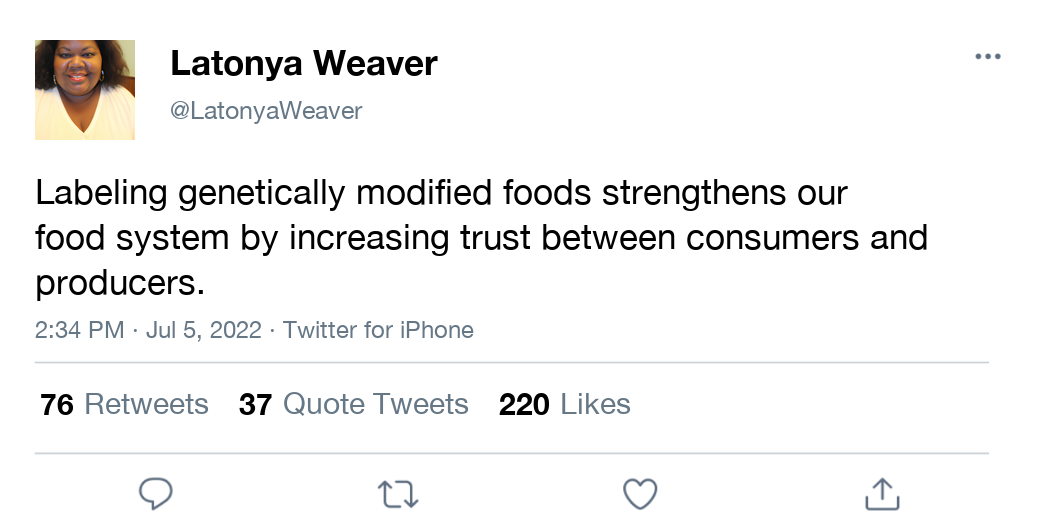 Latonya Weaver
@LatonyaWeaver
Labeling genetically modified foods strengthens our
food system by increasing trust between consumers and
producers.
2:34 PM · Jul 5, 2022 · Twitter for iPhone
76 Retweets 37 Quote Tweets 220 Likes